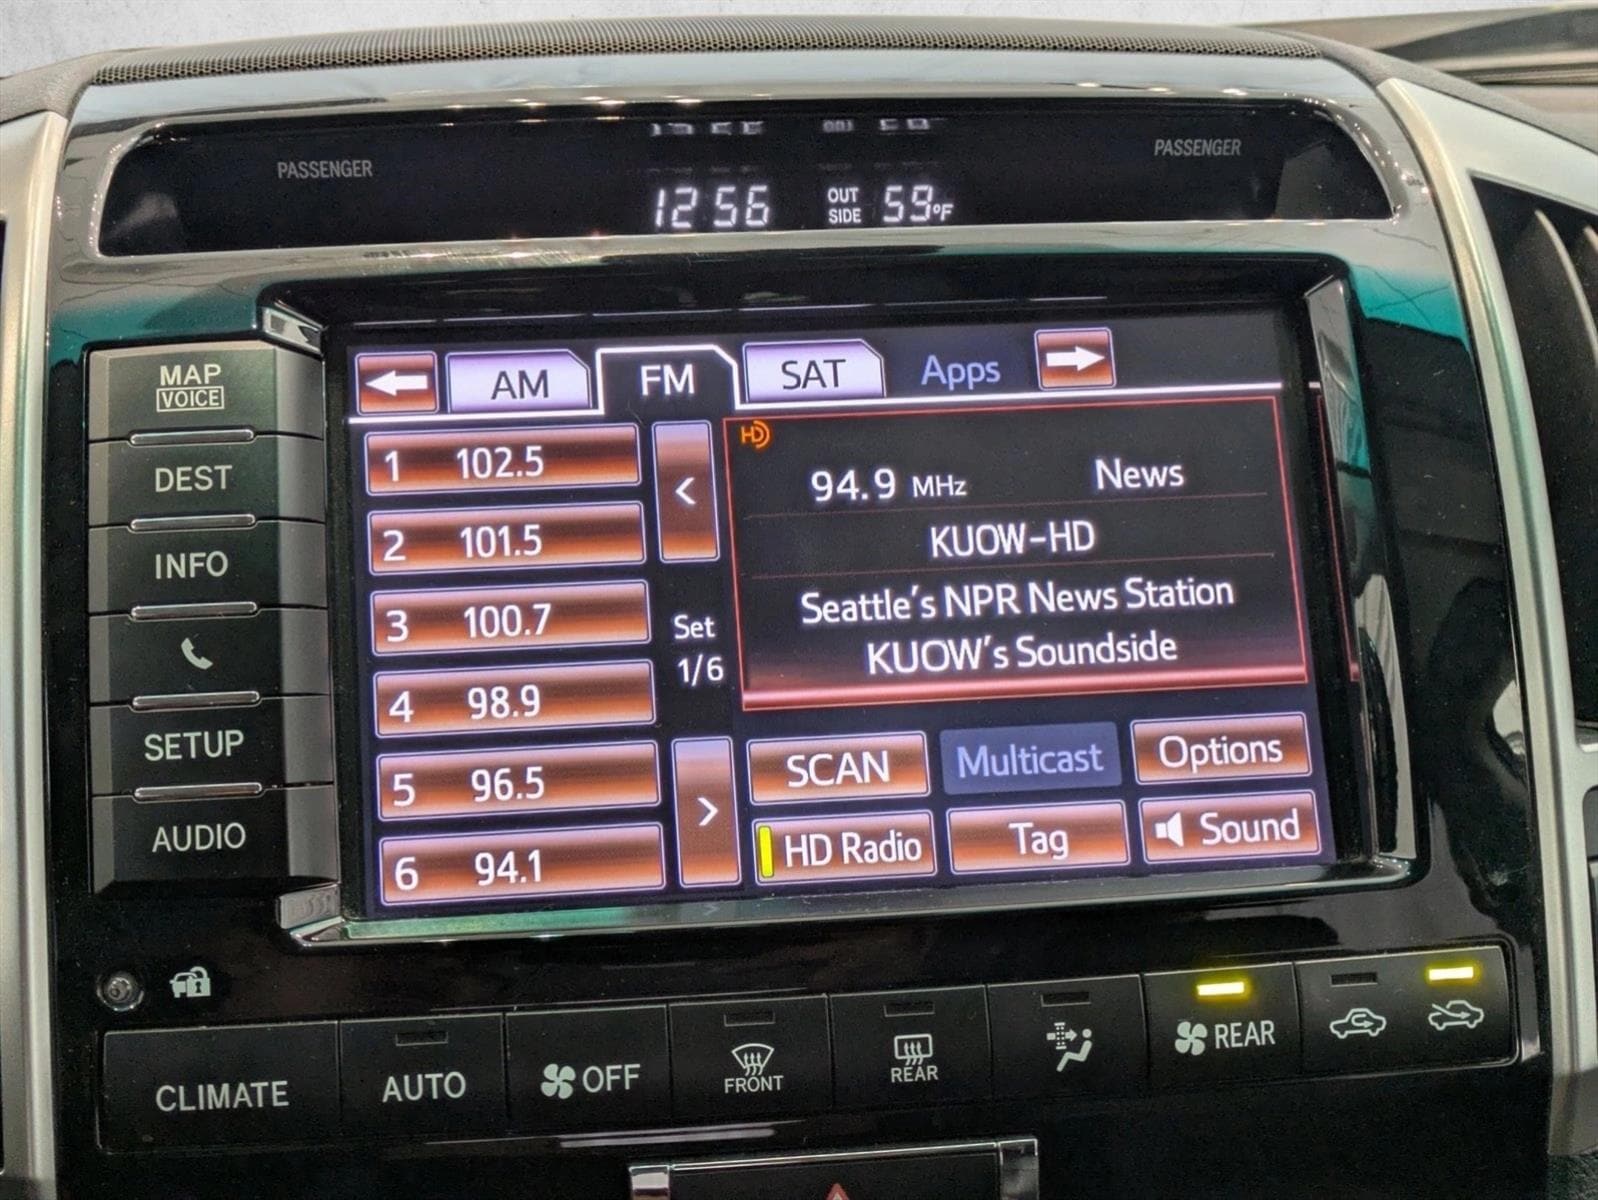 PASSENGER
PASSENGER
12 56
OUT SIDE 59°F
MAP
VOICE
DEST
INFO
SETUP
AUDIO
AM
FM
SAT
Apps
1 102.5
2 101.5
3 100.7
4 98.9
5 96.5
6 94.1
<
Set
1/6
>
HD
94.9 MHz News
KUOW-HD
Seattle's NPR News Station
KUOW's Soundside
SCAN
Multicast
Options
HD Radio
Tag
Sound
CLIMATE
AUTO
OFF
FRONT
REAR
REAR